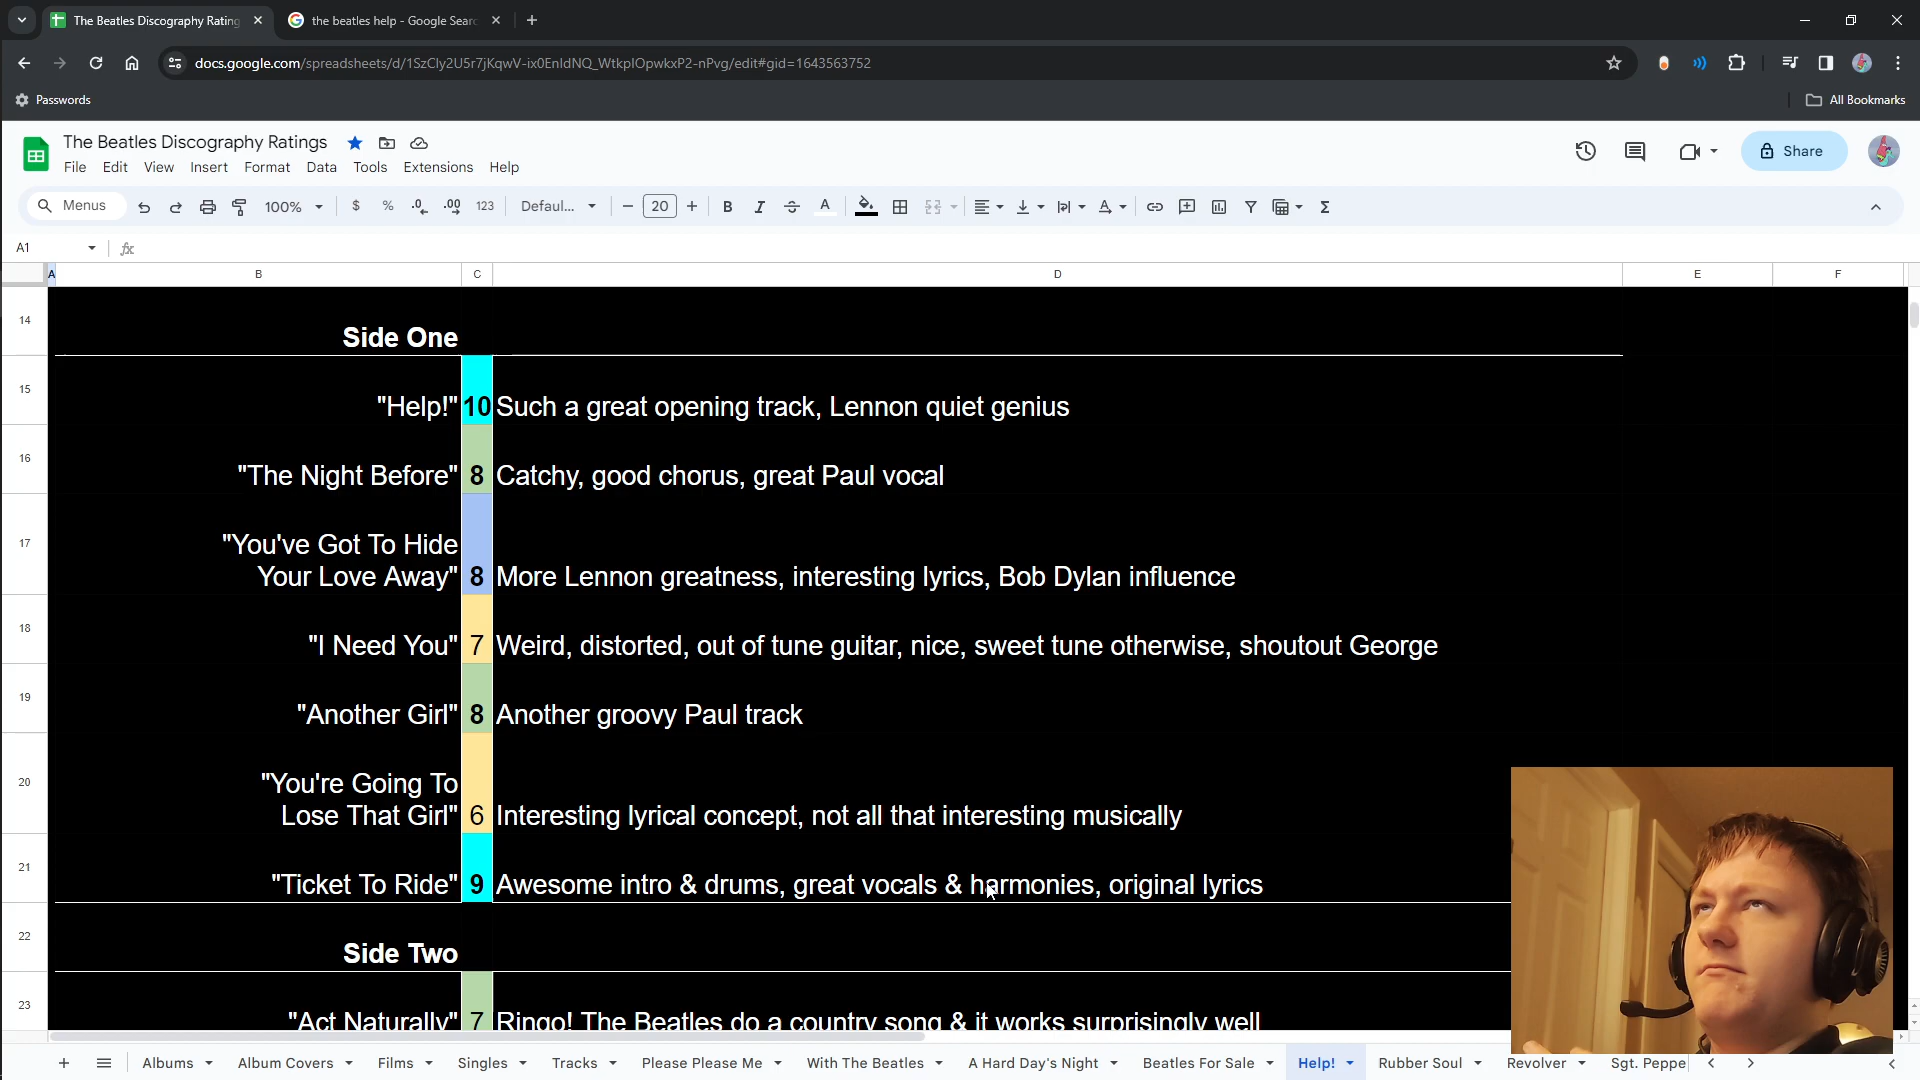 The Beatles Discography Rating
the beatles help - Google Sear
docs.google.com/spreadsheets/d/1SzCly2U5r7jKqwV-ix0EnIdNQ_WtkpIOpwkxP2-nPvg/edit#gid=1643563752
Passwords
All Bookmarks
The Beatles Discography Ratings
File Edit View Insert Format Data Tools Extensions Help
Share
Menus 100% $ % .0 .00 123 Defaul... 20 B I A Σ
A1 fx
A B C D E F
14 Side One
15 "Help!" 10 Such a great opening track, Lennon quiet genius
16 "The Night Before" 8 Catchy, good chorus, great Paul vocal
"You've Got To Hide
17 Your Love Away" 8 More Lennon greatness, interesting lyrics, Bob Dylan influence
18 "I Need You" 7 Weird, distorted, out of tune guitar, nice, sweet tune otherwise, shoutout George
19 "Another Girl" 8 Another groovy Paul track
"You're Going To
20 Lose That Girl" 6 Interesting lyrical concept, not all that interesting musically
21 "Ticket To Ride" 9 Awesome intro & drums, great vocals & harmonies, original lyrics
22 Side Two
23 "Act Naturally" 7 Ringo! The Beatles do a country song & it works surprisingly well
Albums Album Covers Films Singles Tracks Please Please Me With The Beatles A Hard Day's Night Beatles For Sale Help! Rubber Soul Revolver Sgt. Peppe